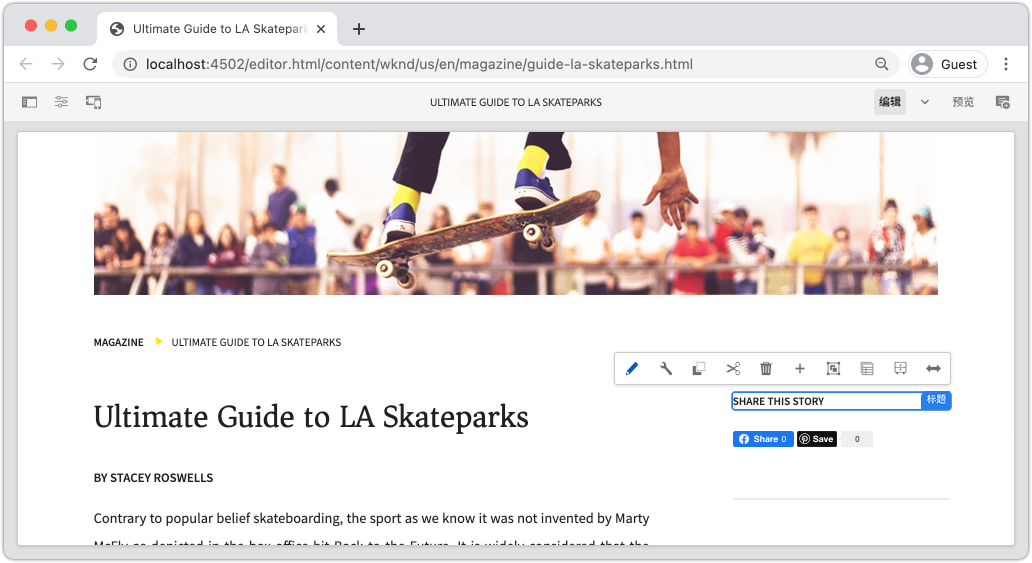 Ultimate Guide to LA Skatepark
localhost:4502/editor.html/content/wknd/us/en/magazine/guide-la-skateparks.html
Guest
ULTIMATE GUIDE TO LA SKATEPARKS
编辑
预览
MAGAZINE ULTIMATE GUIDE TO LA SKATEPARKS
SHARE THIS STORY
标题
Share 0
Save
0
Ultimate Guide to LA Skateparks
BY STACEY ROSWELLS
Contrary to popular belief skateboarding, the sport as we know it was not invented by Marty
McFly as depicted in the box office hit Back to the Future. It is widely considered that the